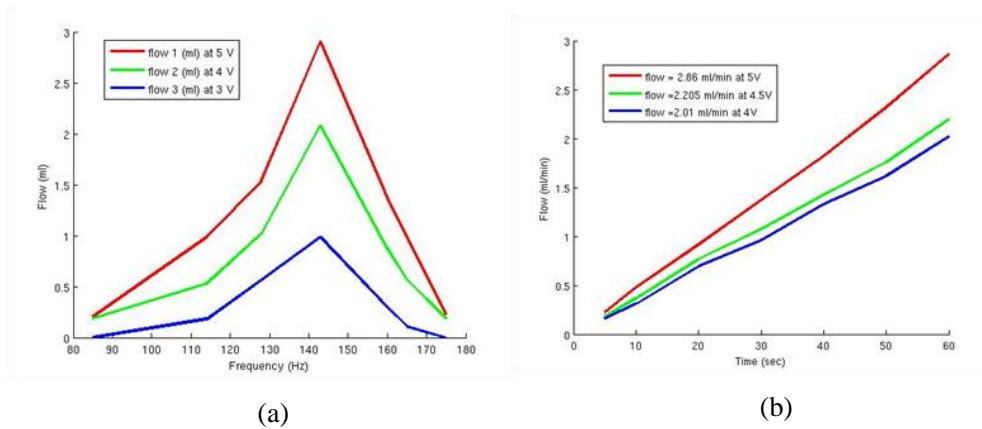 3
2.5
2
1.5
1
0.5
0
Flow (ml)
flow 1 (ml) at 5 V
flow 2 (ml) at 4 V
flow 3 (ml) at 3 V
80 90 100 110 120 130 140 150 160 170 180
Frequency (Hz)
(a)
3
2.5
2
1.5
1
0.5
0
Flow (ml/min)
flow = 2.86 ml/min at 5V
flow =2.205 ml/min at 4.5V
flow =2.01 ml/min at 4V
0 10 20 30 40 50 60
Time (sec)
(b)